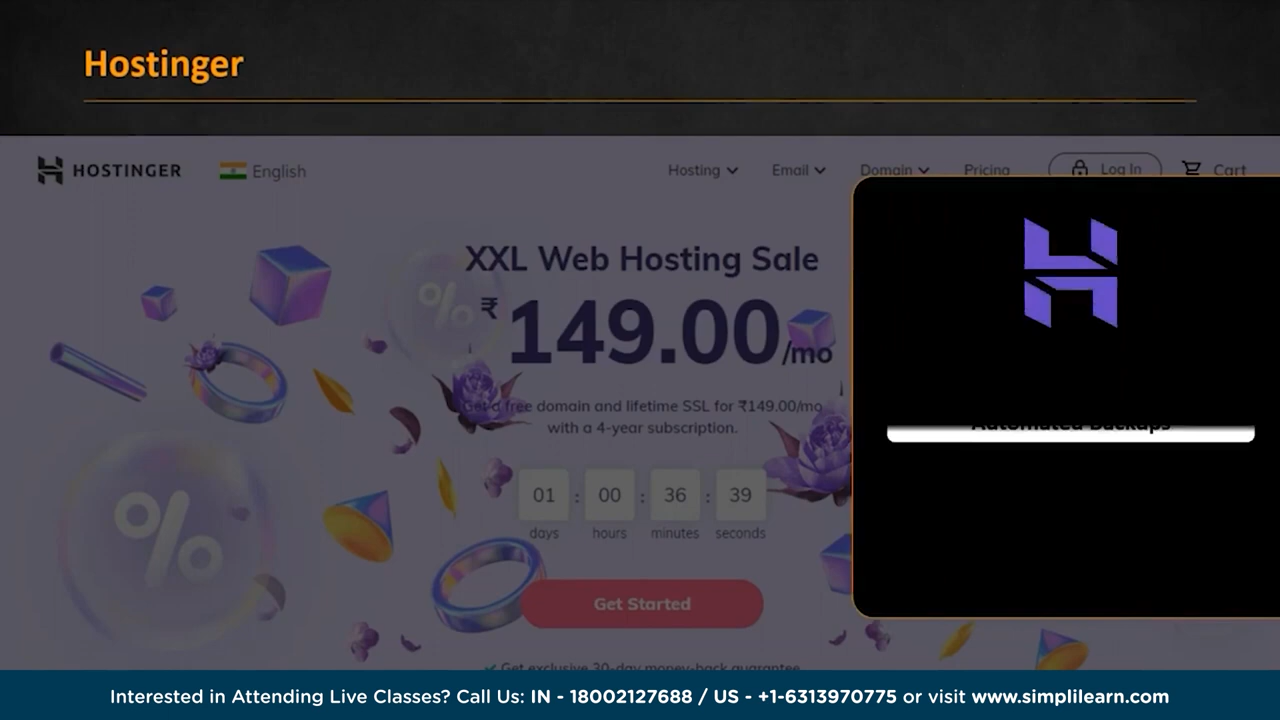 Hostinger
HOSTINGER English Hosting Email Domain Pricing Log In Cart
XXL Web Hosting Sale
₹149.00/mo
Get a free domain and lifetime SSL for ₹149.00/mo
with a 4-year subscription.
01 : 00 : 36 : 39
days hours minutes seconds
Get Started
Get exclusive 30-day money-back guarantee
Automated Backups
Interested in Attending Live Classes? Call Us: IN - 18002127688 / US - +1-6313970775 or visit www.simplilearn.com